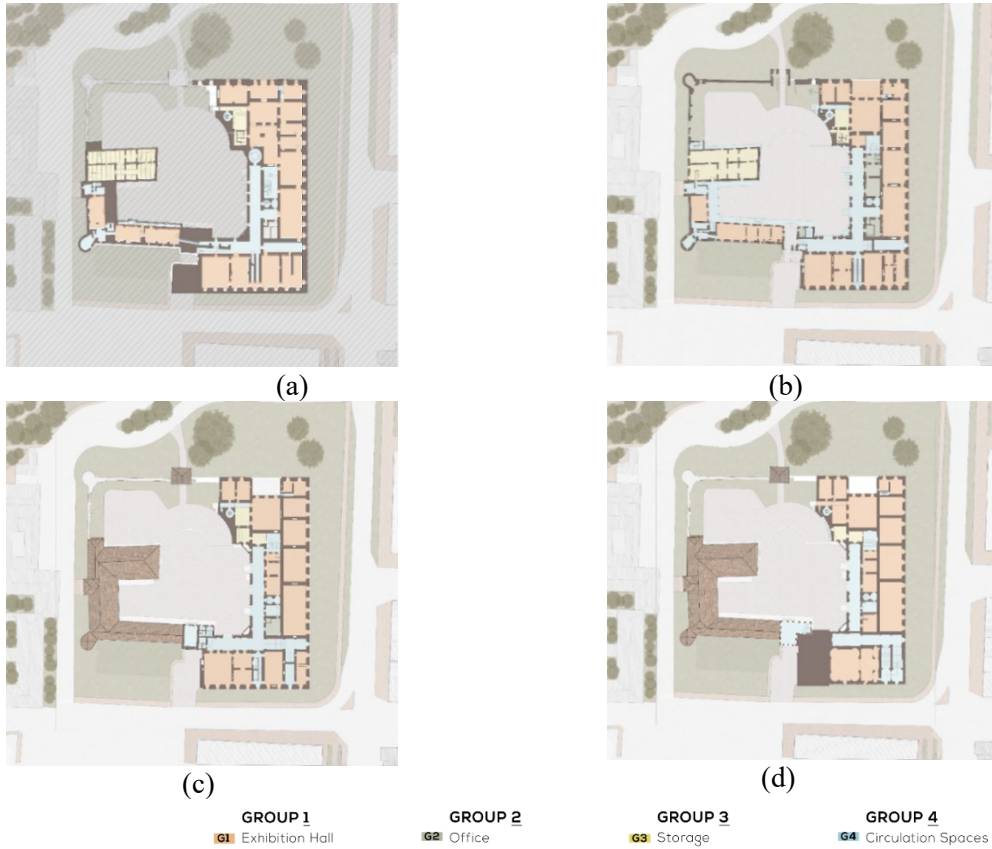 (a)
(b)
(c)
(d)
GROUP 1
GROUP 2
GROUP 3
GROUP 4
G1 Exhibition Hall
G2 Office
G3 Storage
G4 Circulation Spaces